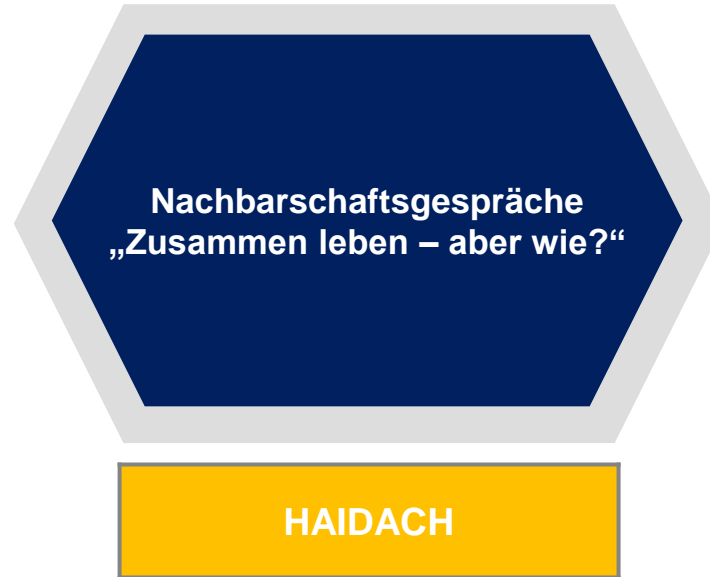 Nachbarschaftsgespräche
„Zusammen leben – aber wie?“
HAIDACH